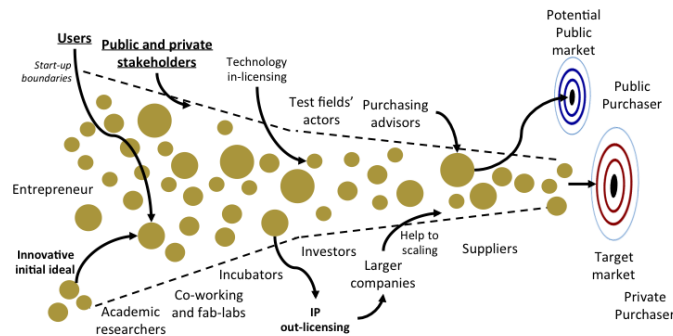 Users
Start-up
boundaries
Public and private
stakeholders
Technology
in-licensing
Test fields'
actors
Purchasing
advisors
Potential
Public
market
Public
Purchaser
Entrepreneur
Innovative
initial ideal
Academic
researchers
Co-working
and fab-labs
Incubators
Investors
IP
out-licensing
Larger
companies
Help to
scaling
Suppliers
Target
market
Private
Purchaser